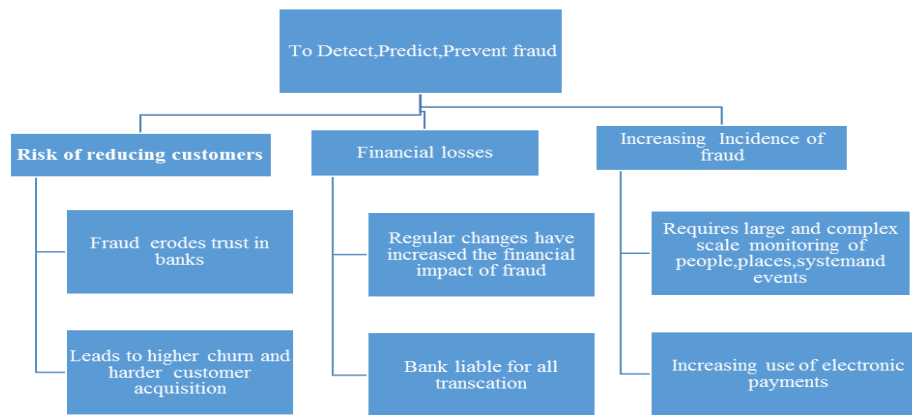 To Detect,Predict,Prevent fraud
Risk of reducing customers
Financial losses
Increasing Incidence of
fraud
Fraud erodes trust in
banks
Regular changes have
increased the financial
impact of fraud
Requires large and complex
scale monitoring of
people,places,systemand
events
Leads to higher churn and
harder customer
acquisition
Bank liable for all
transcation
Increasing use of electronic
payments